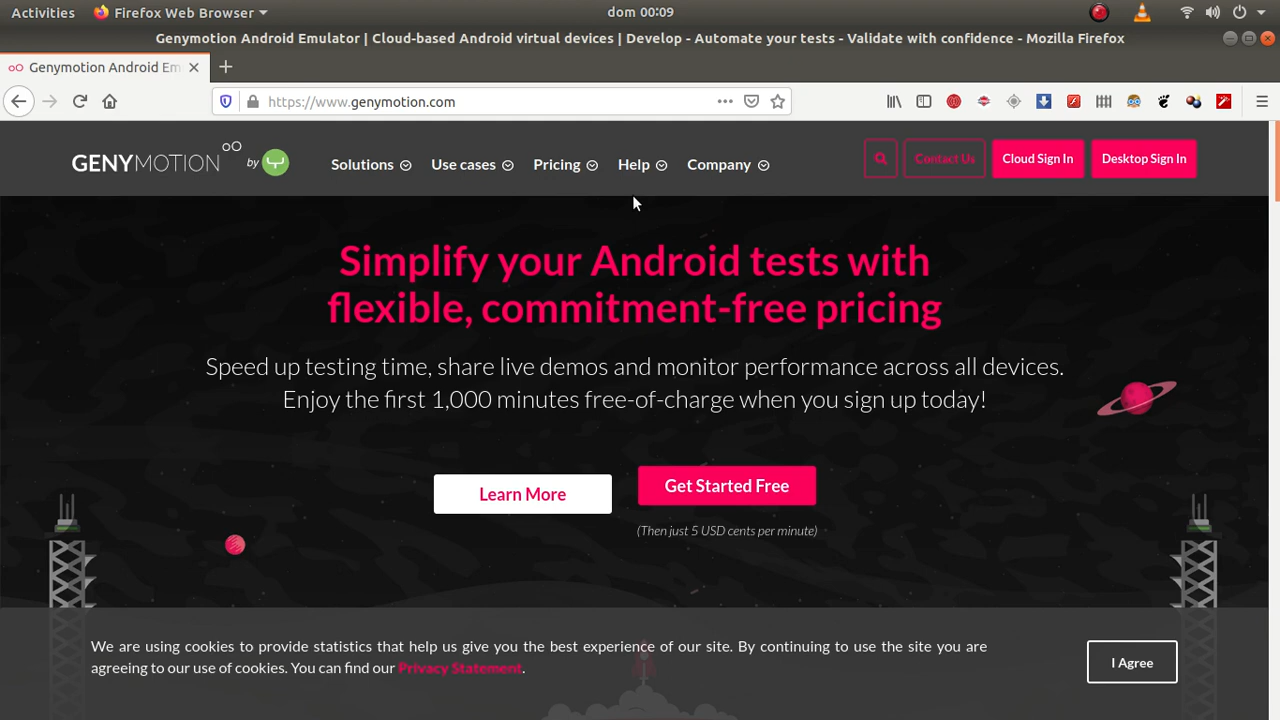 Activities Firefox Web Browser dom 00:09
Genymotion Android Emulator | Cloud-based Android virtual devices | Develop - Automate your tests - Validate with confidence - Mozilla Firefox
Genymotion Android Em
https://www.genymotion.com
GENYMOTION by Solutions Use cases Pricing Help Company Contact Us Cloud Sign In Desktop Sign In
Simplify your Android tests with
flexible, commitment-free pricing
Speed up testing time, share live demos and monitor performance across all devices.
Enjoy the first 1,000 minutes free-of-charge when you sign up today!
Learn More Get Started Free
(Then just 5 USD cents per minute)
We are using cookies to provide statistics that help us give you the best experience of our site. By continuing to use the site you are
agreeing to our use of cookies. You can find our Privacy Statement.
I Agree